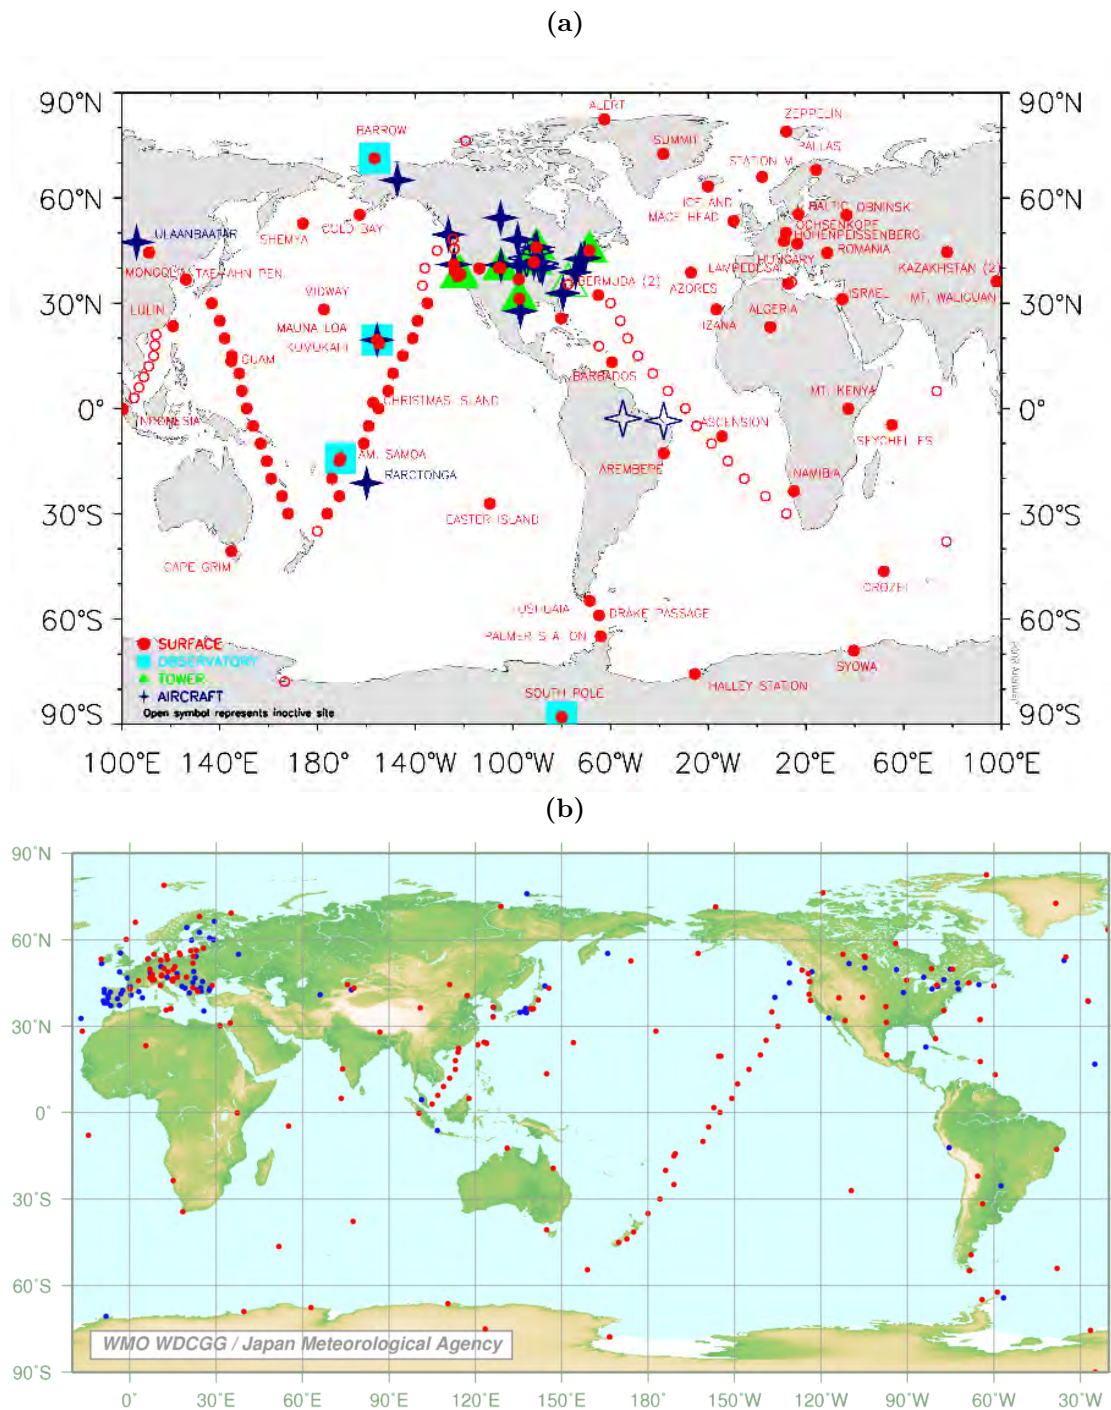 (a)
90°N 90°N
ALERT
ZEPPELIN
BARROW
SUMMIT
PALLAS
STATION M
60°N 60°N
ICELAND
BALTIC OBNINSK
MACE HEAD
OCHSENKOPF
ULAANBAATAR
SHEMYA
COLD BAY
HOHENPEISSENBERG
HUNGARY
ROMANIA
MONGOLIA
TAE-AHN PEN.
BERMUDA (2)
LAMPEDUSA
KAZAKHSTAN (2)
AZORES
30°N 30°N
MIDWAY
ISRAEL
MT. WALIGUAN
LULIN
MAUNA LOA
IZANA
ALGERIA
KUMUKAHI
GUAM
BARBADOS
MT. KENYA
CHRISTMAS ISLAND
0° 0°
INDONESIA
ASCENSION
SEYCHELLES
AM. SAMOA
RAROTONGA
AREMBEPE
NAMIBIA
30°S 30°S
EASTER ISLAND
CAPE GRIM
CROZET
60°S 60°S
USHUAIA
DRAKE PASSAGE
SURFACE
PALMER STATION
OBSERVATORY
SYOWA
TOWER
HALLEY STATION
AIRCRAFT
SOUTH POLE
Open symbol represents inactive site
90°S 90°S
100°E 140°E 180° 140°W 100°W 60°W 20°W 20°E 60°E 100°E
(b)
90°N
60°N
30°N
0°
30°S
60°S
WMO WDCGG / Japan Meteorological Agency
90°S
0° 30°E 60°E 90°E 120°E 150°E 180° 150°W 120°W 90°W 60°W 30°W